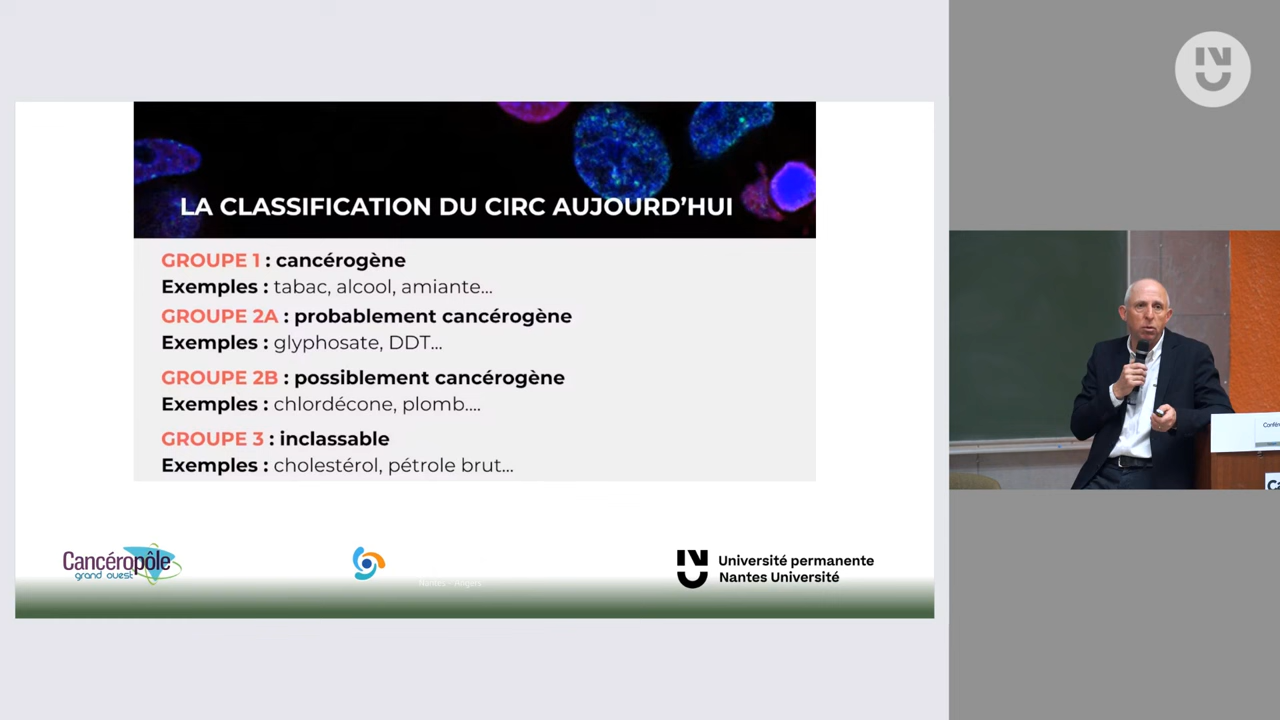 LA CLASSIFICATION DU CIRC AUJOURD'HUI
GROUPE 1 : cancérogène
Exemples : tabac, alcool, amiante...
GROUPE 2A : probablement cancérogène
Exemples : glyphosate, DDT...
GROUPE 2B : possiblement cancérogène
Exemples : chlordécone, plomb....
GROUPE 3 : inclassable
Exemples : cholestérol, pétrole brut...
Cancéropôle
grand ouest
Nantes - Angers
Université permanente
Nantes Université